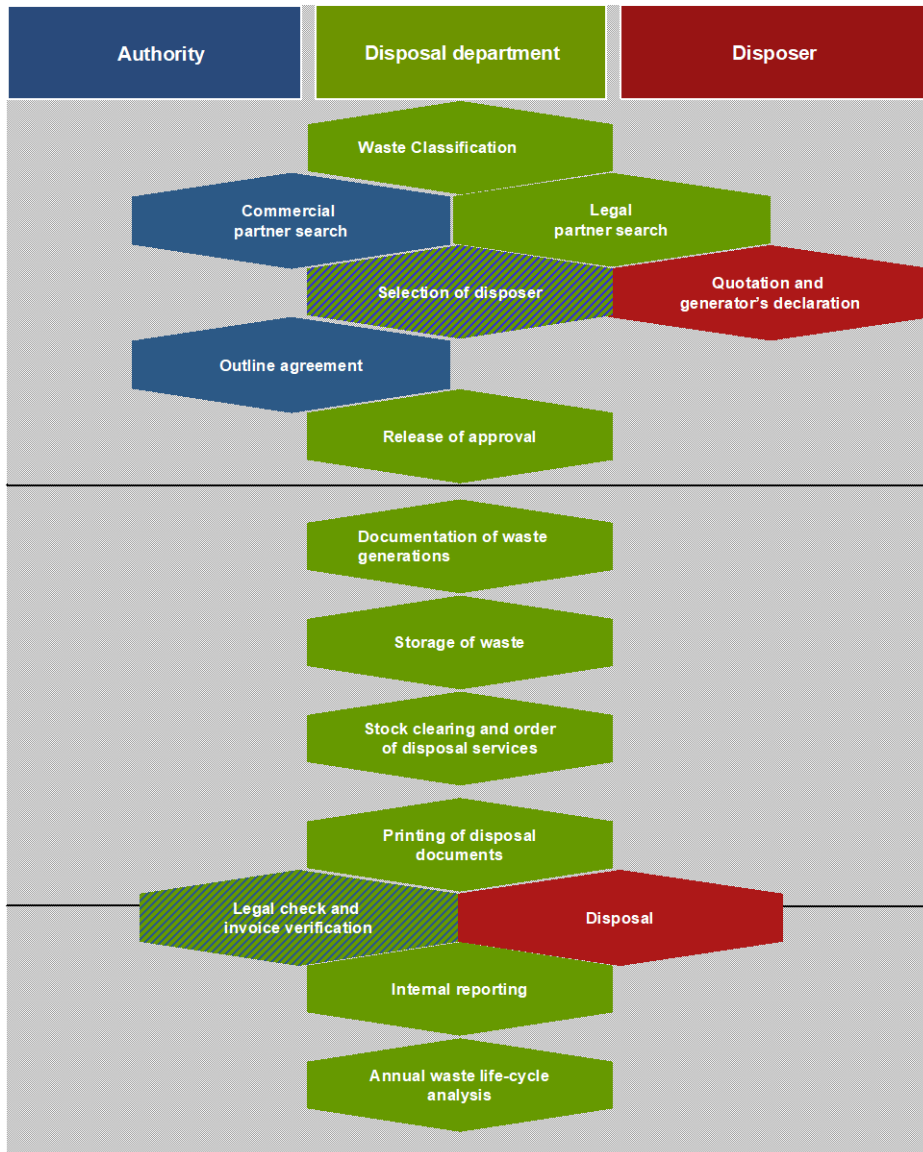 Authority
Disposal department
Disposer
Waste Classification
Commercial
partner search
Legal
partner search
Selection of disposer
Quotation and
generator’s declaration
Outline agreement
Release of approval
Documentation of waste
generations
Storage of waste
Stock clearing and order
of disposal services
Printing of disposal
documents
Legal check and
invoice verification
Disposal
Internal reporting
Annual waste life-cycle
analysis